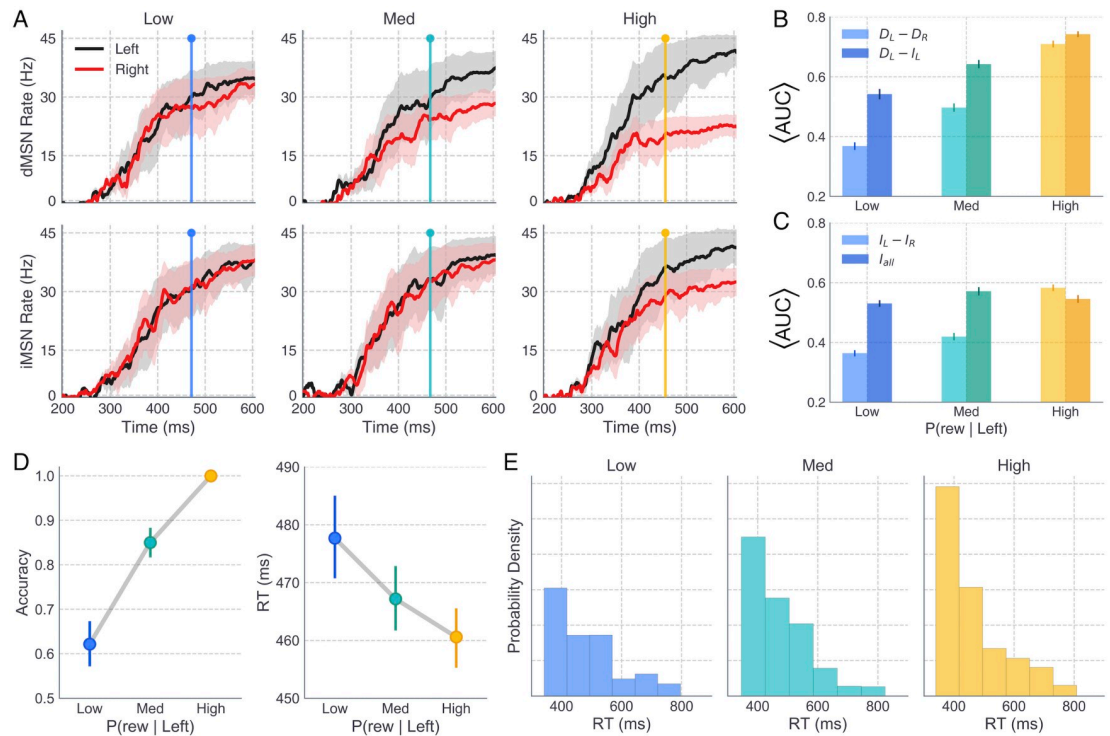 A
Low
Med
High
dMSN Rate (Hz)
45
30
15
0
Left
Right
45
30
15
0
45
30
15
0
iMSN Rate (Hz)
45
30
15
0
200 300 400 500 600
Time (ms)
45
30
15
0
200 300 400 500 600
Time (ms)
45
30
15
0
200 300 400 500 600
Time (ms)
B
⟨AUC⟩
0.8
0.6
0.4
0.2
D_L − D_R
D_L − I_L
Low Med High
C
⟨AUC⟩
0.8
0.6
0.4
0.2
I_L − I_R
I_all
Low Med High
P(rew | Left)
D
Accuracy
1.0
0.9
0.8
0.7
0.6
0.5
Low Med High
P(rew | Left)
RT (ms)
490
480
470
460
450
Low Med High
P(rew | Left)
E
Low
Med
High
Probability Density
400 600 800
RT (ms)
400 600 800
RT (ms)
400 600 800
RT (ms)